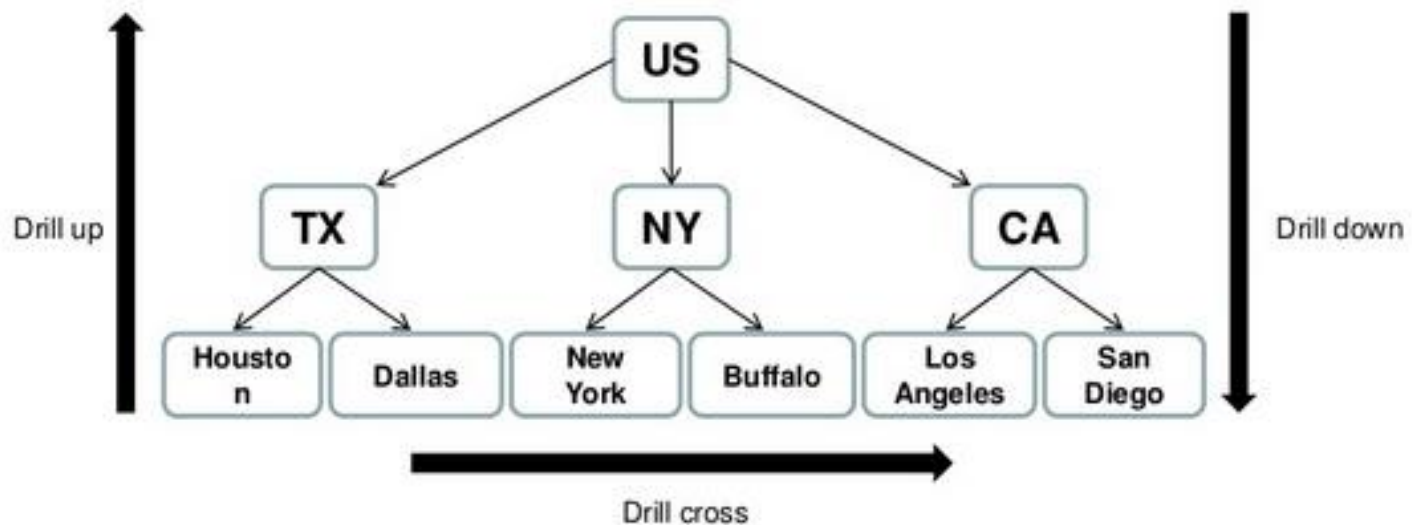 US
Drill up
TX
NY
CA
Drill down
Housto
n
Dallas
New
York
Buffalo
Los
Angeles
San
Diego
Drill cross